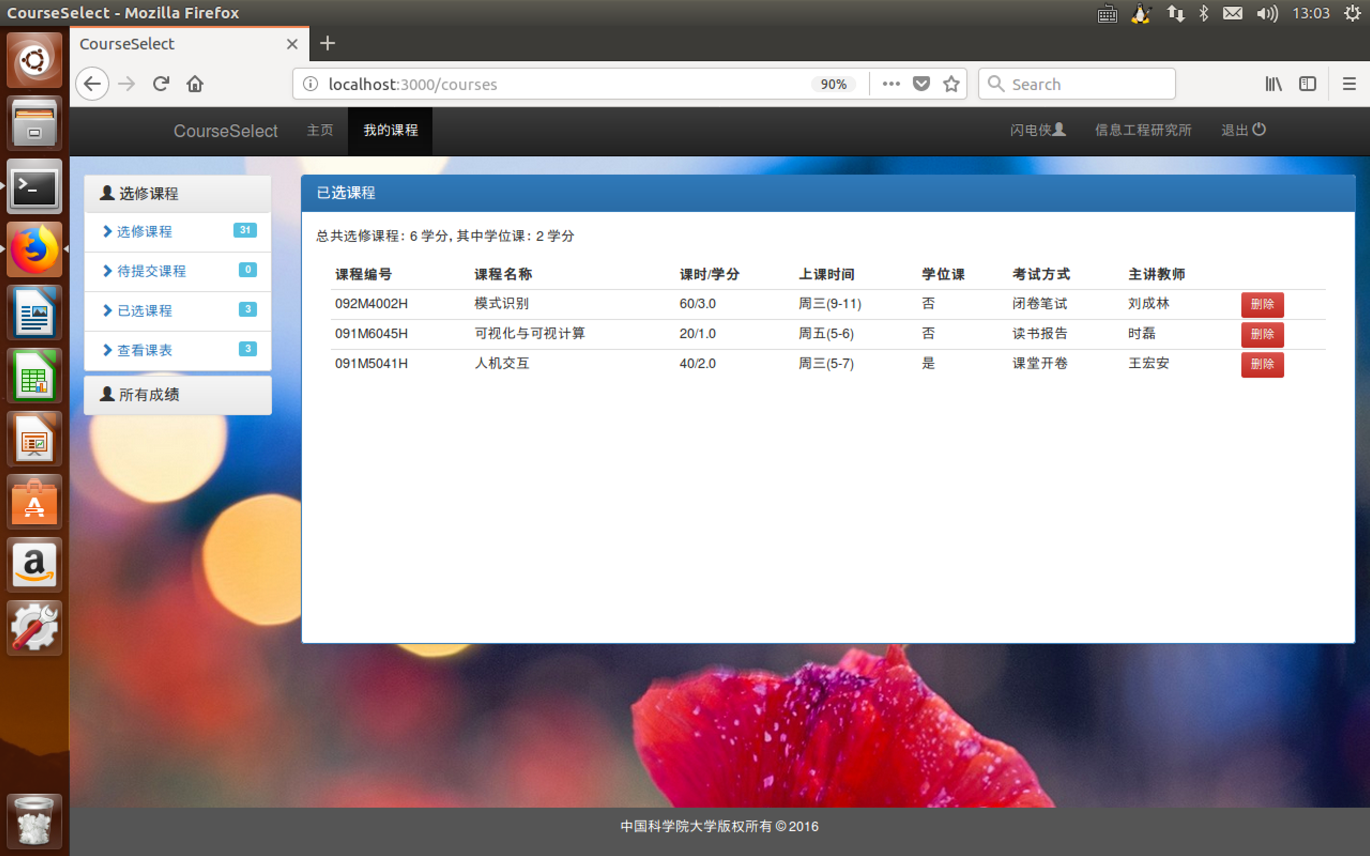 CourseSelect - Mozilla Firefox
13:03
CourseSelect
localhost:3000/courses
90%
Search
CourseSelect 主页 我的课程 闪电侠 信息工程研究所 退出
选修课程
选修课程 31
待提交课程 0
已选课程 3
查看课表 3
所有成绩
已选课程
总共选修课程: 6 学分, 其中学位课: 2 学分
课程编号 课程名称 课时/学分 上课时间 学位课 考试方式 主讲教师
092M4002H 模式识别 60/3.0 周三(9-11) 否 闭卷笔试 刘成林 删除
091M6045H 可视化与可视计算 20/1.0 周五(5-6) 否 读书报告 时磊 删除
091M5041H 人机交互 40/2.0 周三(5-7) 是 课堂开卷 王宏安 删除
中国科学院大学版权所有 © 2016